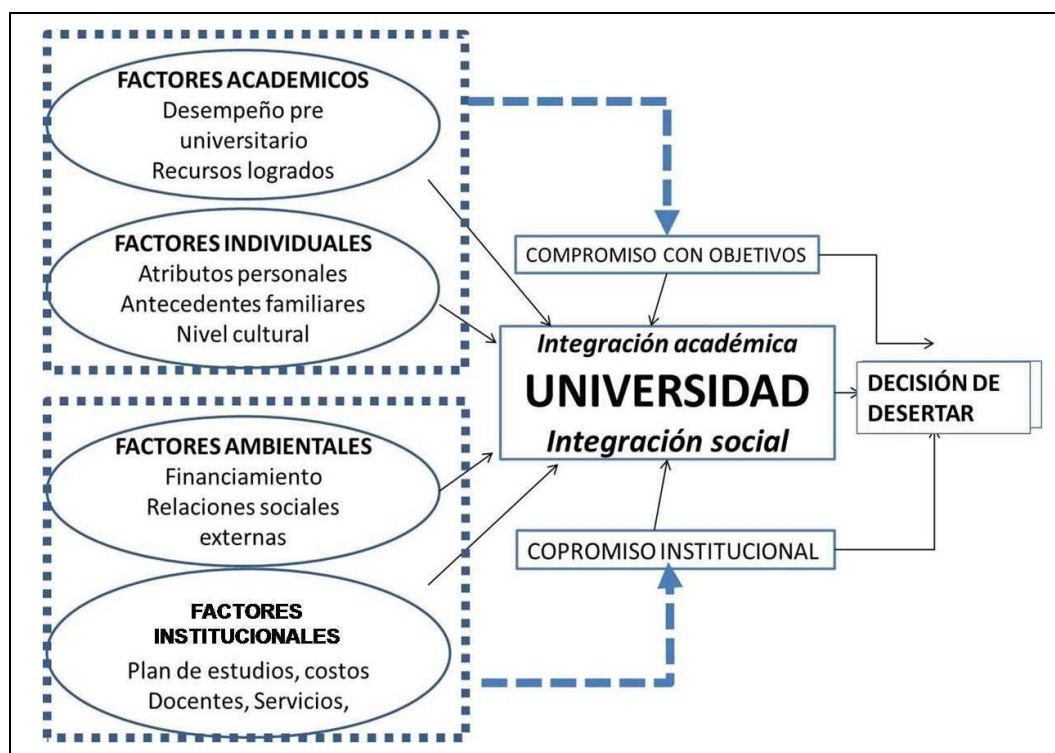 FACTORES ACADEMICOS
Desempeño pre
universitario
Recursos logrados
FACTORES INDIVIDUALES
Atributos personales
Antecedentes familiares
Nivel cultural
FACTORES AMBIENTALES
Financiamiento
Relaciones sociales
externas
FACTORES
INSTITUCIONALES
Plan de estudios, costos
Docentes, Servicios,
COMPROMISO CON OBJETIVOS
Integración académica
UNIVERSIDAD
Integración social
COPROMISO INSTITUCIONAL
DECISIÓN DE
DESERTAR